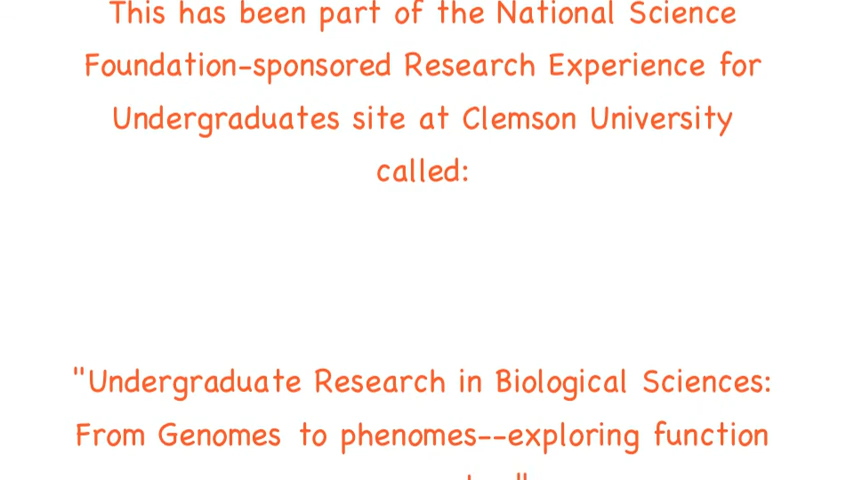 This has been part of the National Science
Foundation-sponsored Research Experience for
Undergraduates site at Clemson University
called:
"Undergraduate Research in Biological Sciences:
From Genomes to phenomes--exploring function